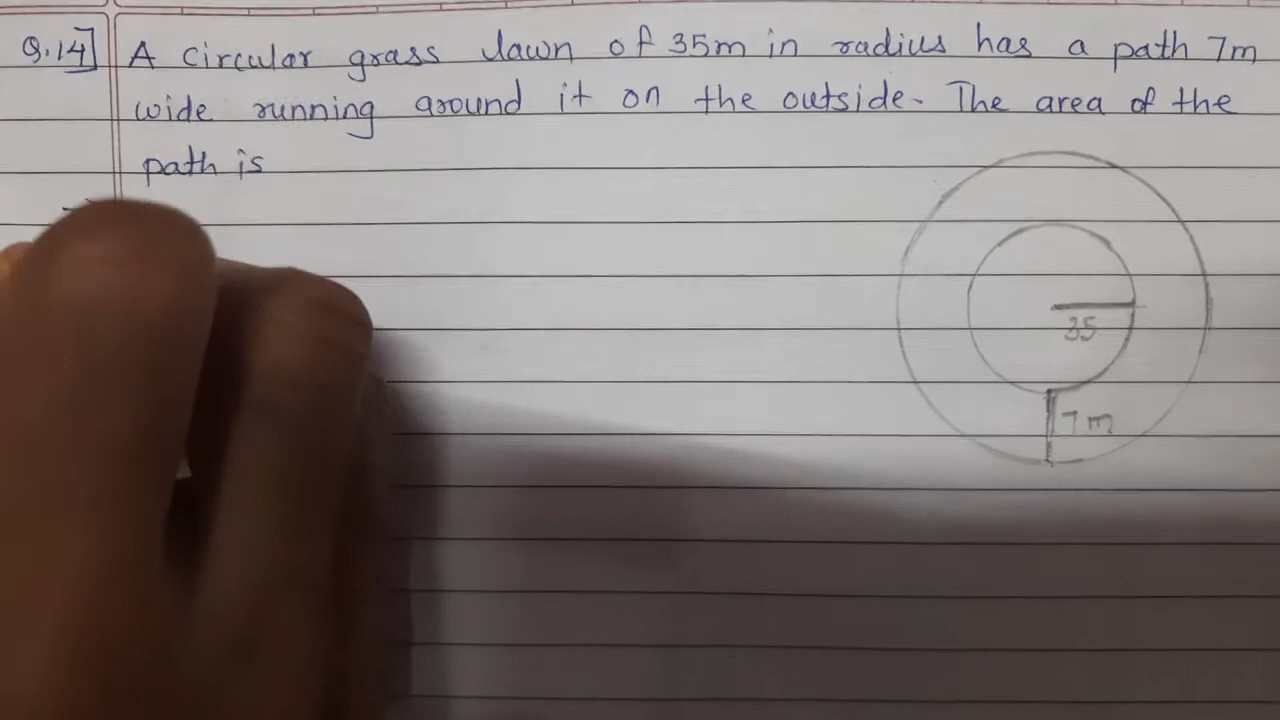 Q.14] A circular grass lawn of 35m in radius has a path 7m
wide running around it on the outside. The area of the
path is
35
7 m